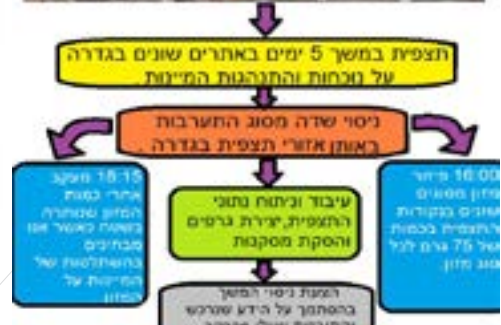 תצפית במשך 5 ימים באתרים שונים בגדרה
על נוכחות והתנהגות המיינות.
ניסוי שדה מסוג התערבות
באותן אזורי תצפית בגדרה.
16:00 פיזור
מזון מסוגים
שונים בנקודות
התצפית בכמות
של 75 גרם לכל
סוג מזון.
עיבוד וניתוח נתוני
התצפית,יצירת גרפים
והסקת מסקנות
18:15 מעקב
אחרי כמות
המזון שנותרה
בשטח כאשר אנו
מבחינים
בהשתלטות של
המיינות על
המזון
הצעת ניסוי המשך
בהסתמך על הידע שנרכש